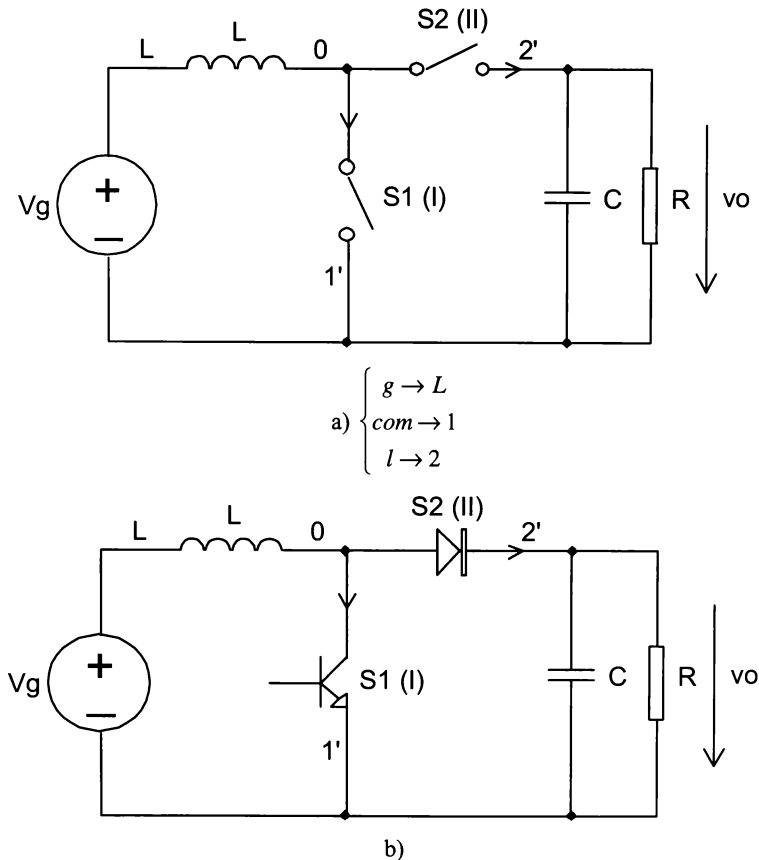 S2 (II)
L
L
0
2'
+
Vg
−
S1 (I)
C
R
vo
1'
a) { g → L
com → 1
l → 2
S2 (II)
L
L
0
2'
+
Vg
−
S1 (I)
C
R
vo
1'
b)